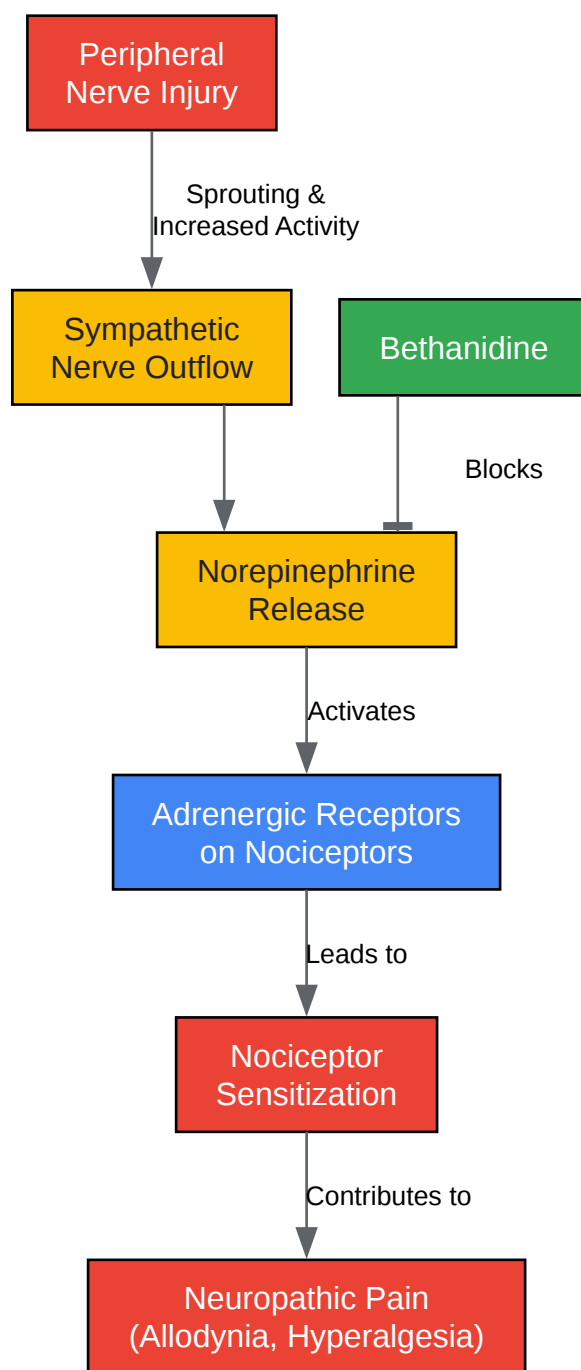 Peripheral
Nerve Injury
Sprouting &
Increased Activity
Sympathetic
Nerve Outflow
Bethanidine
Blocks
Norepinephrine
Release
Activates
Adrenergic Receptors
on Nociceptors
Leads to
Nociceptor
Sensitization
Contributes to
Neuropathic Pain
(Allodynia, Hyperalgesia)